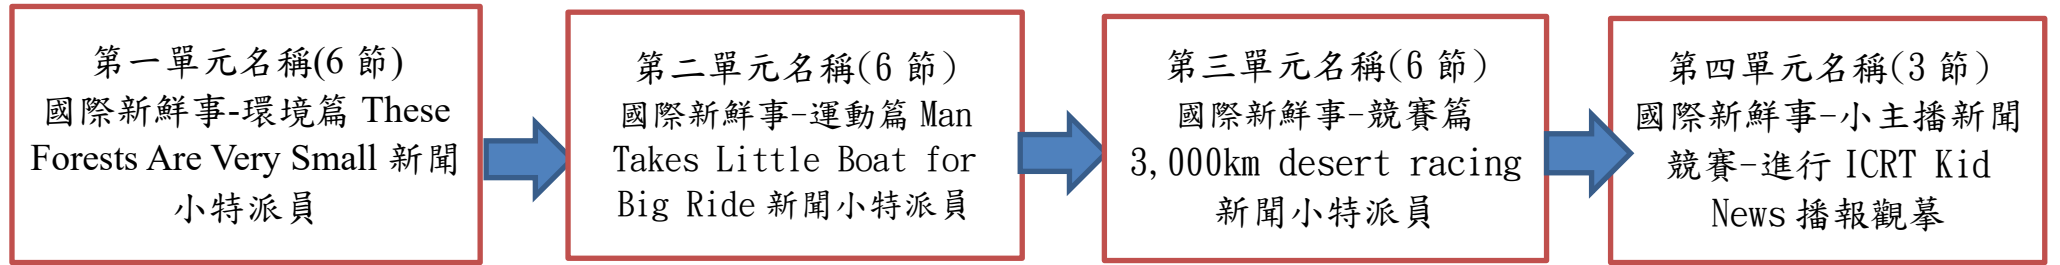 第一單元名稱(6 節)
國際新鮮事-環境篇 These
Forests Are Very Small 新聞
小特派員
第二單元名稱(6 節)
國際新鮮事-運動篇 Man
Takes Little Boat for
Big Ride 新聞小特派員
第三單元名稱(6 節)
國際新鮮事-競賽篇
3,000km desert racing
新聞小特派員
第四單元名稱(3 節)
國際新鮮事-小主播新聞
競賽-進行 ICRT Kid
News 播報觀摹